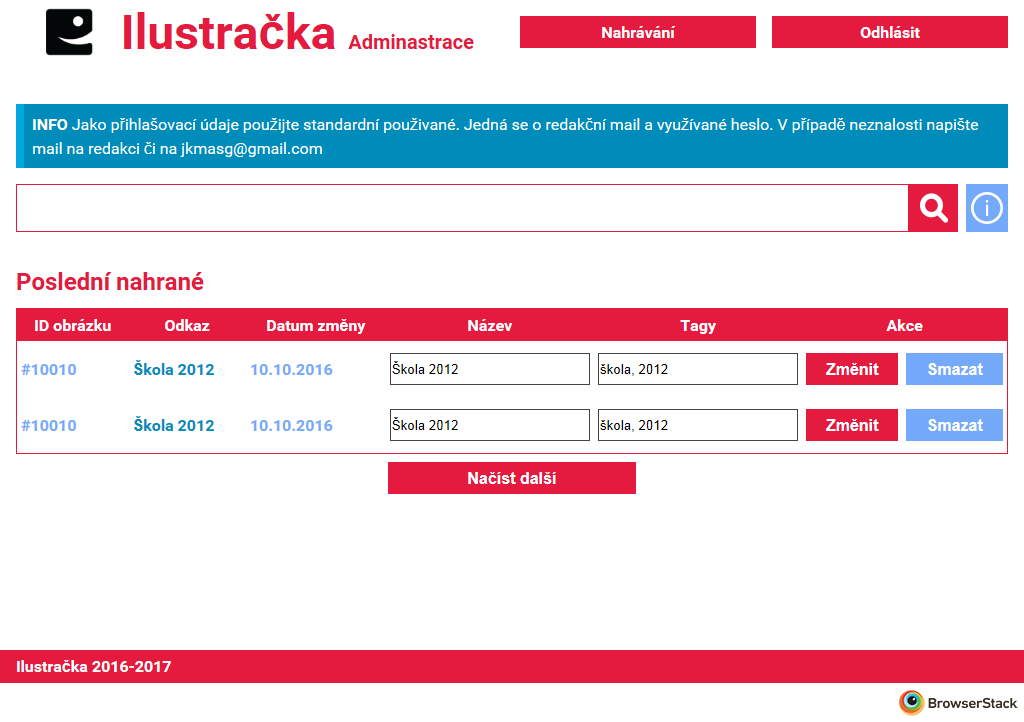 Ilustračka Adminastrace
Nahrávání
Odhlásit
INFO Jako přihlašovací údaje použijte standardní použivané. Jedná se o redakční mail a využívané heslo. V případě neznalosti napište
mail na redakci či na jkmasg@gmail.com
Poslední nahrané
ID obrázku Odkaz Datum změny Název Tagy Akce
#10010 Škola 2012 10.10.2016 Škola 2012 škola, 2012 Změnit Smazat
#10010 Škola 2012 10.10.2016 Škola 2012 škola, 2012 Změnit Smazat
Načíst další
Ilustračka 2016-2017
BrowserStack